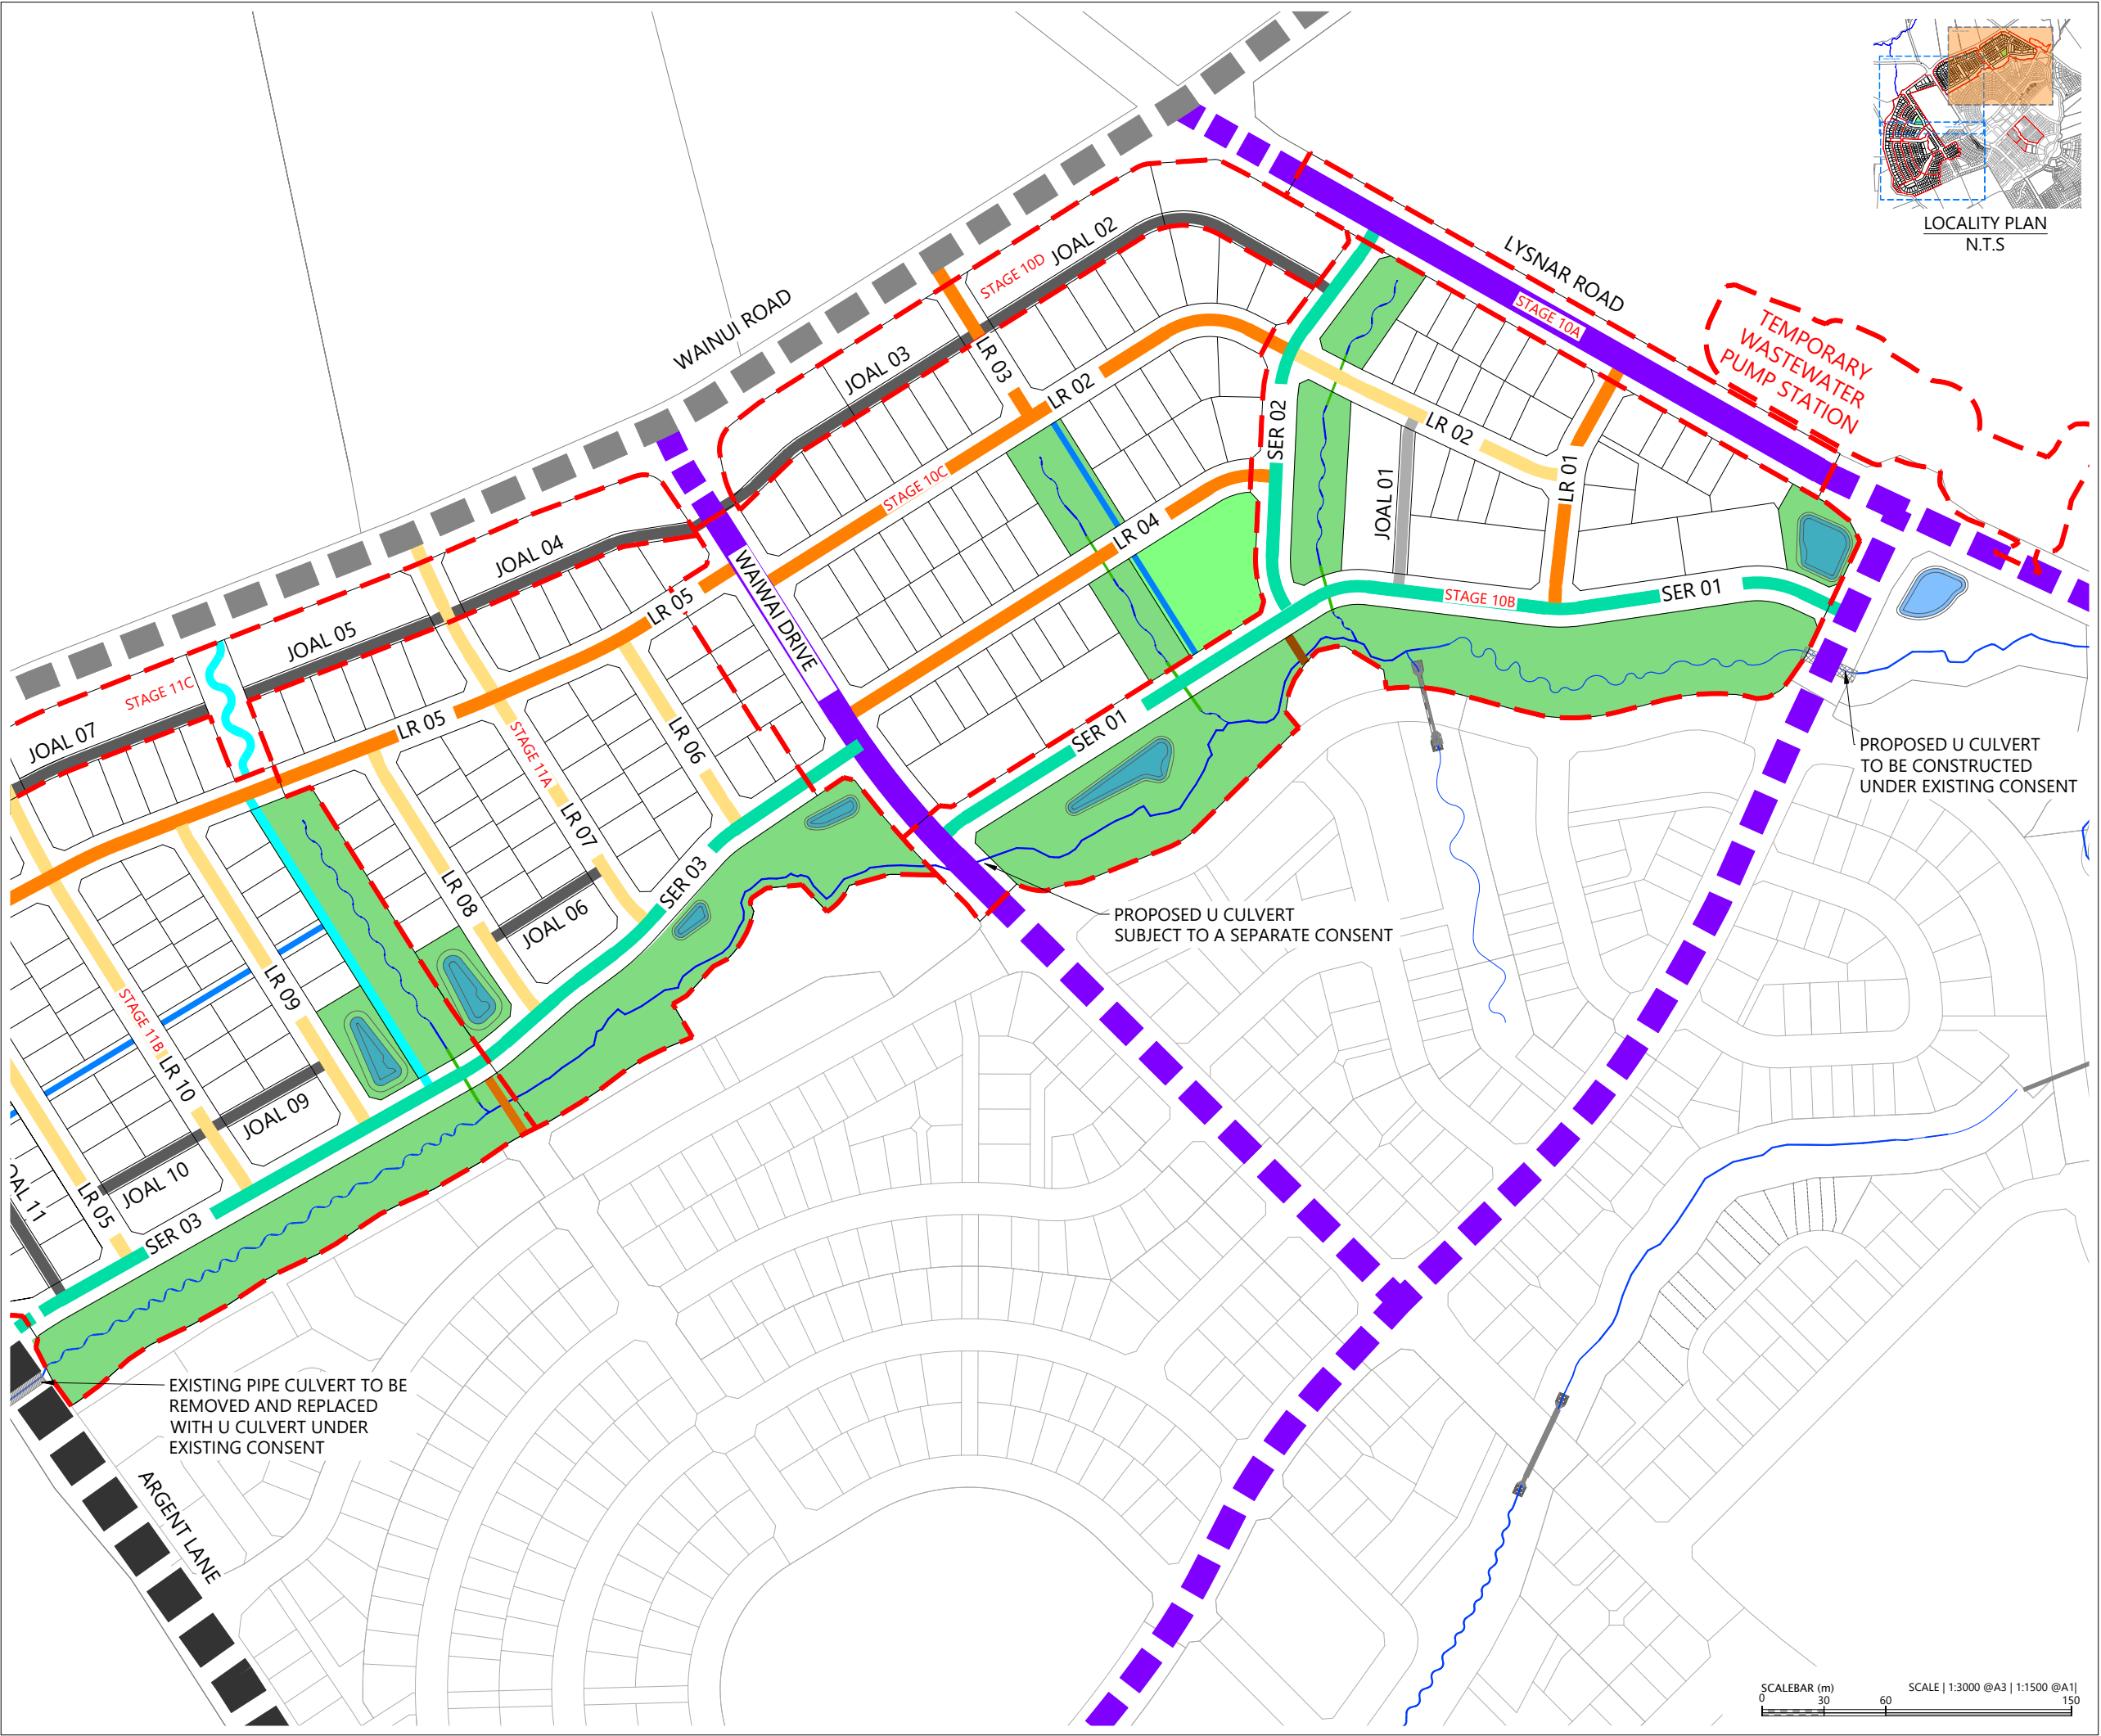 LOCALITY PLAN
N.T.S
WAINUI ROAD
STAGE 10D
JOAL 02
LYSNAR ROAD
STAGE 10A
TEMPORARY
WASTEWATER
PUMP STATION
JOAL 03
LR 03
LR 02
SER 02
LR 02
LR 01
JOAL 01
STAGE 10C
LR 04
JOAL 04
WAIWAI DRIVE
LR 05
STAGE 10B
SER 01
JOAL 05
STAGE 11C
JOAL 07
LR 05
LR 06
STAGE 11A
SER 01
PROPOSED U CULVERT
TO BE CONSTRUCTED
UNDER EXISTING CONSENT
LR 07
SER 03
LR 08
JOAL 06
PROPOSED U CULVERT
SUBJECT TO A SEPARATE CONSENT
LR 09
STAGE 11B
LR 10
JOAL 09
JOAL 10
LR 05
OAL 11
SER 03
EXISTING PIPE CULVERT TO BE
REMOVED AND REPLACED
WITH U CULVERT UNDER
EXISTING CONSENT
ARGENT LANE
SCALEBAR (m)
SCALE | 1:3000 @A3 | 1:1500 @A1|
0 30 60 150